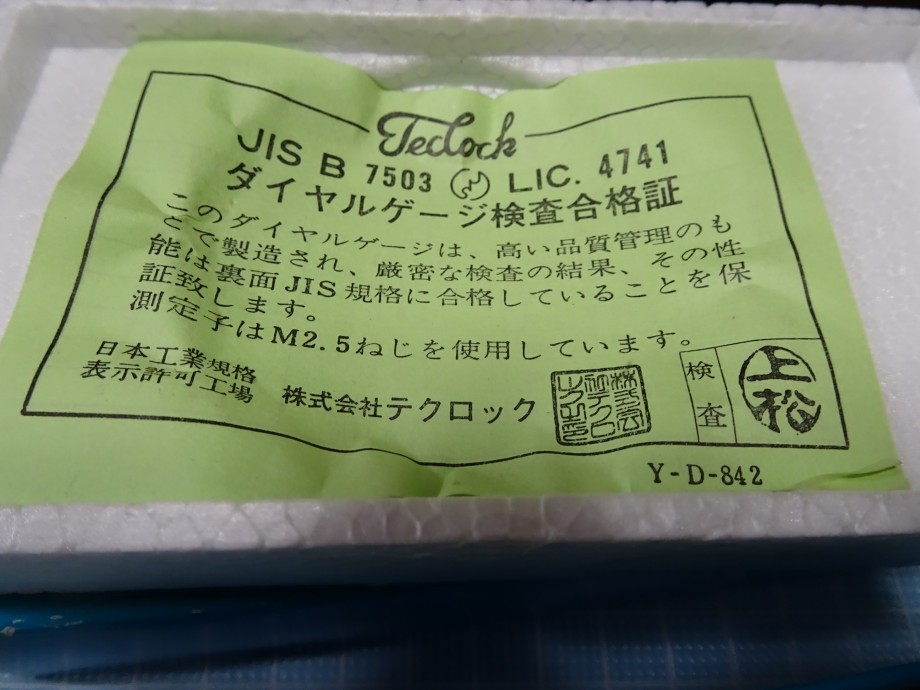 Teclock
JIS B 7503 LIC. 4741
ダイヤルゲージ検査合格証
このダイヤルゲージは、高い品質管理のも
とで製造され、厳密な検査の結果、その性
能は裏面JIS規格に合格していることを保
証致します。
測定子はM2.5ねじを使用しています。
日本工業規格
表示許可工場
株式会社テクロック
検査
上松
Y-D-842